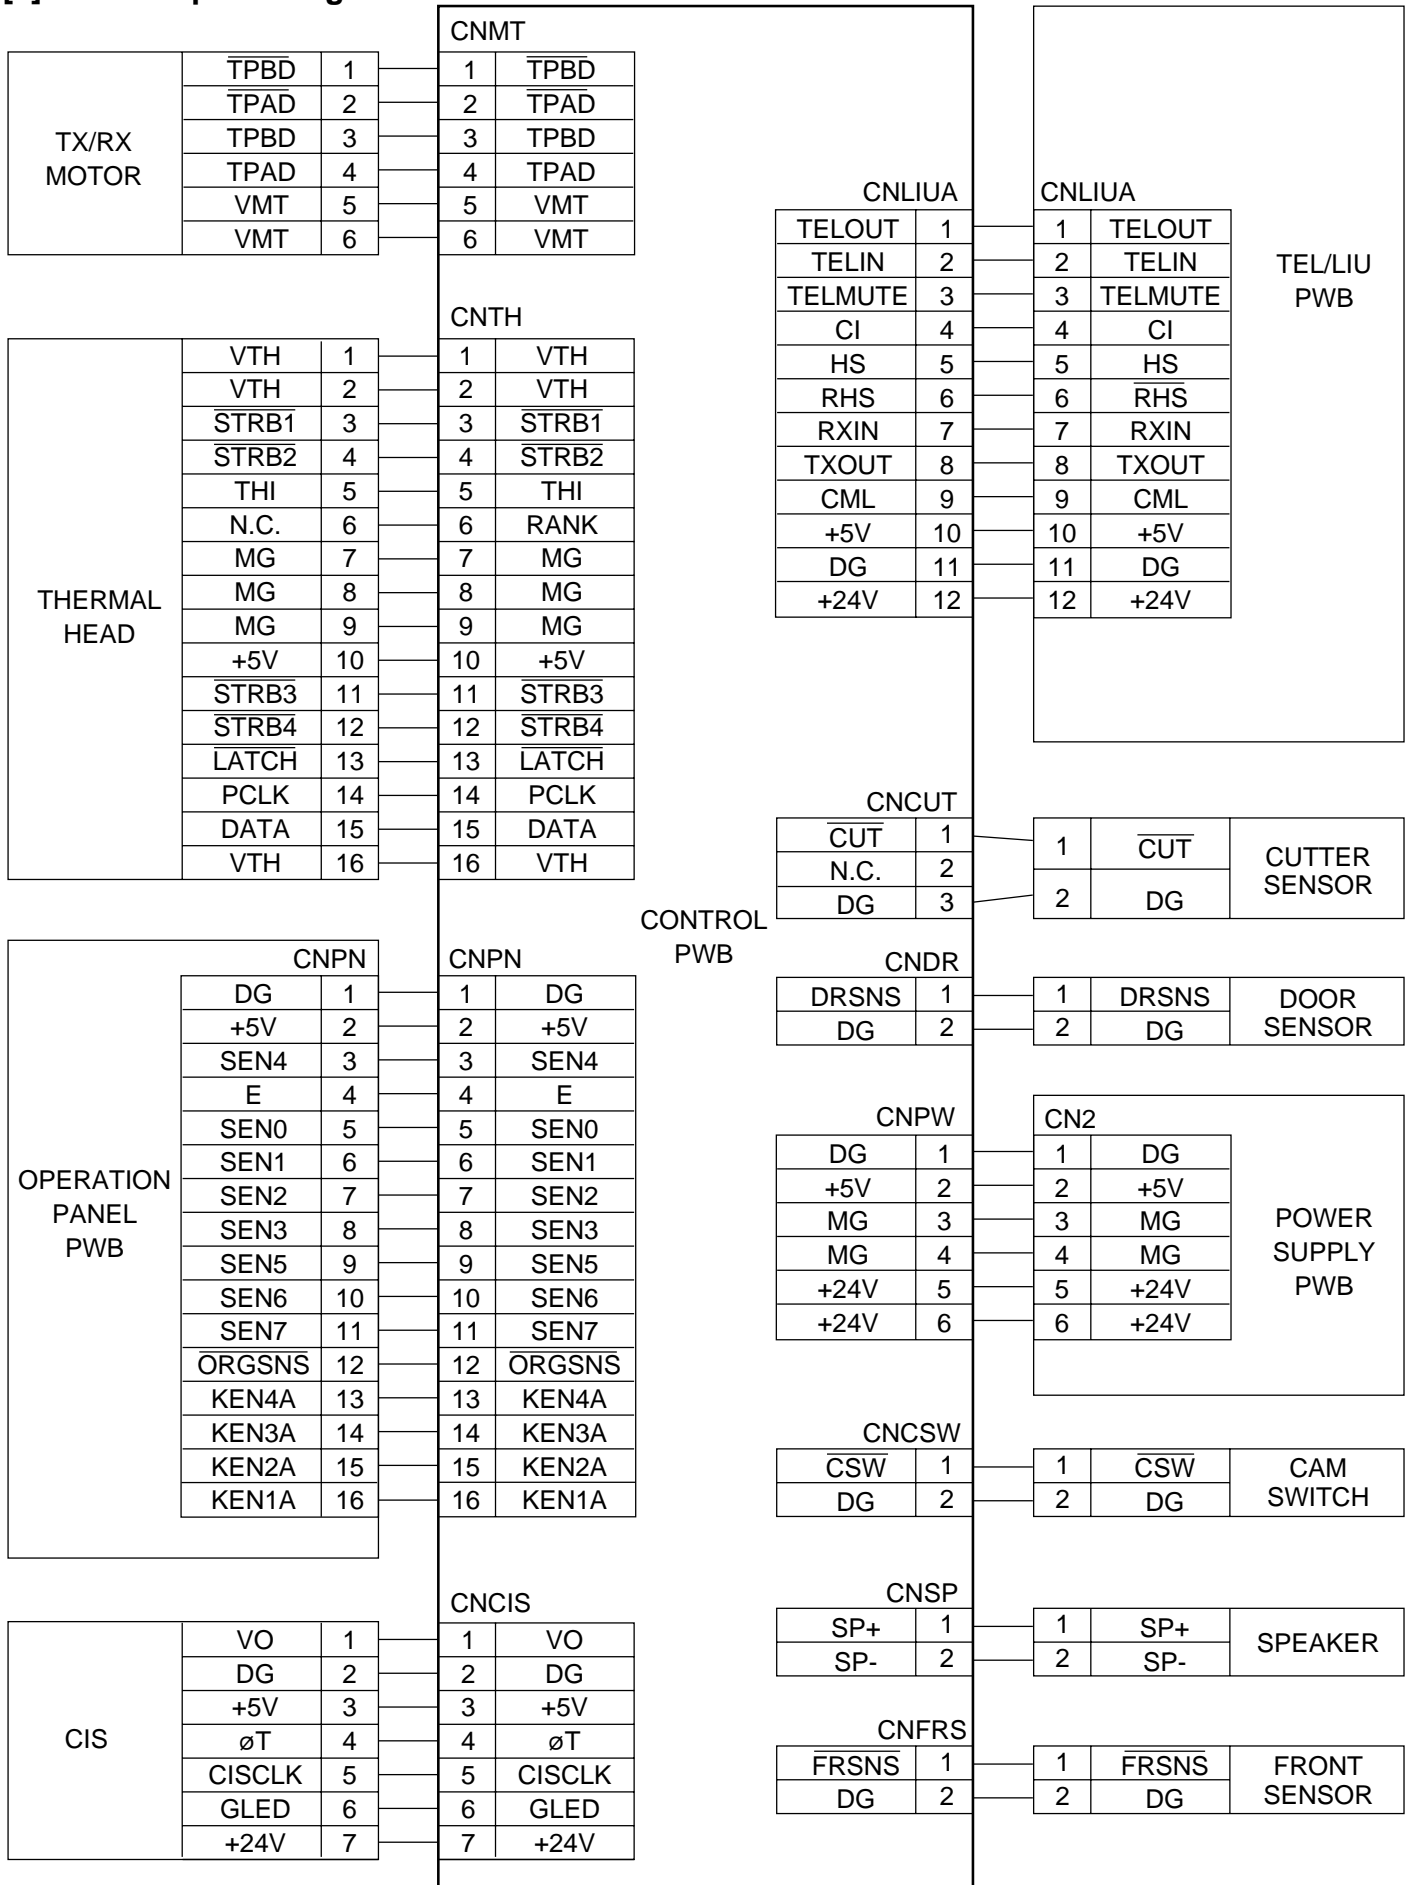 CNMT
TX/RX
MOTOR
TPBD 1 1 TPBD
TPAD 2 2 TPAD
TPBD 3 3 TPBD
TPAD 4 4 TPAD
VMT 5 5 VMT
VMT 6 6 VMT
CNTH
THERMAL
HEAD
VTH 1 1 VTH
VTH 2 2 VTH
STRB1 3 3 STRB1
STRB2 4 4 STRB2
THI 5 5 THI
N.C. 6 6 RANK
MG 7 7 MG
MG 8 8 MG
MG 9 9 MG
+5V 10 10 +5V
STRB3 11 11 STRB3
STRB4 12 12 STRB4
LATCH 13 13 LATCH
PCLK 14 14 PCLK
DATA 15 15 DATA
VTH 16 16 VTH
CNPN CNPN
OPERATION
PANEL
PWB
DG 1 1 DG
+5V 2 2 +5V
SEN4 3 3 SEN4
E 4 4 E
SEN0 5 5 SEN0
SEN1 6 6 SEN1
SEN2 7 7 SEN2
SEN3 8 8 SEN3
SEN5 9 9 SEN5
SEN6 10 10 SEN6
SEN7 11 11 SEN7
ORGSNS 12 12 ORGSNS
KEN4A 13 13 KEN4A
KEN3A 14 14 KEN3A
KEN2A 15 15 KEN2A
KEN1A 16 16 KEN1A
CNCIS
CIS
VO 1 1 VO
DG 2 2 DG
+5V 3 3 +5V
øT 4 4 øT
CISCLK 5 5 CISCLK
GLED 6 6 GLED
+24V 7 7 +24V
CONTROL
PWB
CNLIUA CNLIUA
TELOUT 1 1 TELOUT
TELIN 2 2 TELIN
TELMUTE 3 3 TELMUTE
CI 4 4 CI
HS 5 5 HS
RHS 6 6 RHS
RXIN 7 7 RXIN
TXOUT 8 8 TXOUT
CML 9 9 CML
+5V 10 10 +5V
DG 11 11 DG
+24V 12 12 +24V
TEL/LIU
PWB
CNCUT
CUT 1 1 CUT
N.C. 2
DG 3 2 DG
CUTTER
SENSOR
CNDR
DRSNS 1 1 DRSNS
DG 2 2 DG
DOOR
SENSOR
CNPW CN2
DG 1 1 DG
+5V 2 2 +5V
MG 3 3 MG
MG 4 4 MG
+24V 5 5 +24V
+24V 6 6 +24V
POWER
SUPPLY
PWB
CNCSW
CSW 1 1 CSW
DG 2 2 DG
CAM
SWITCH
CNSP
SP+ 1 1 SP+
SP- 2 2 SP-
SPEAKER
CNFRS
FRSNS 1 1 FRSNS
DG 2 2 DG
FRONT
SENSOR